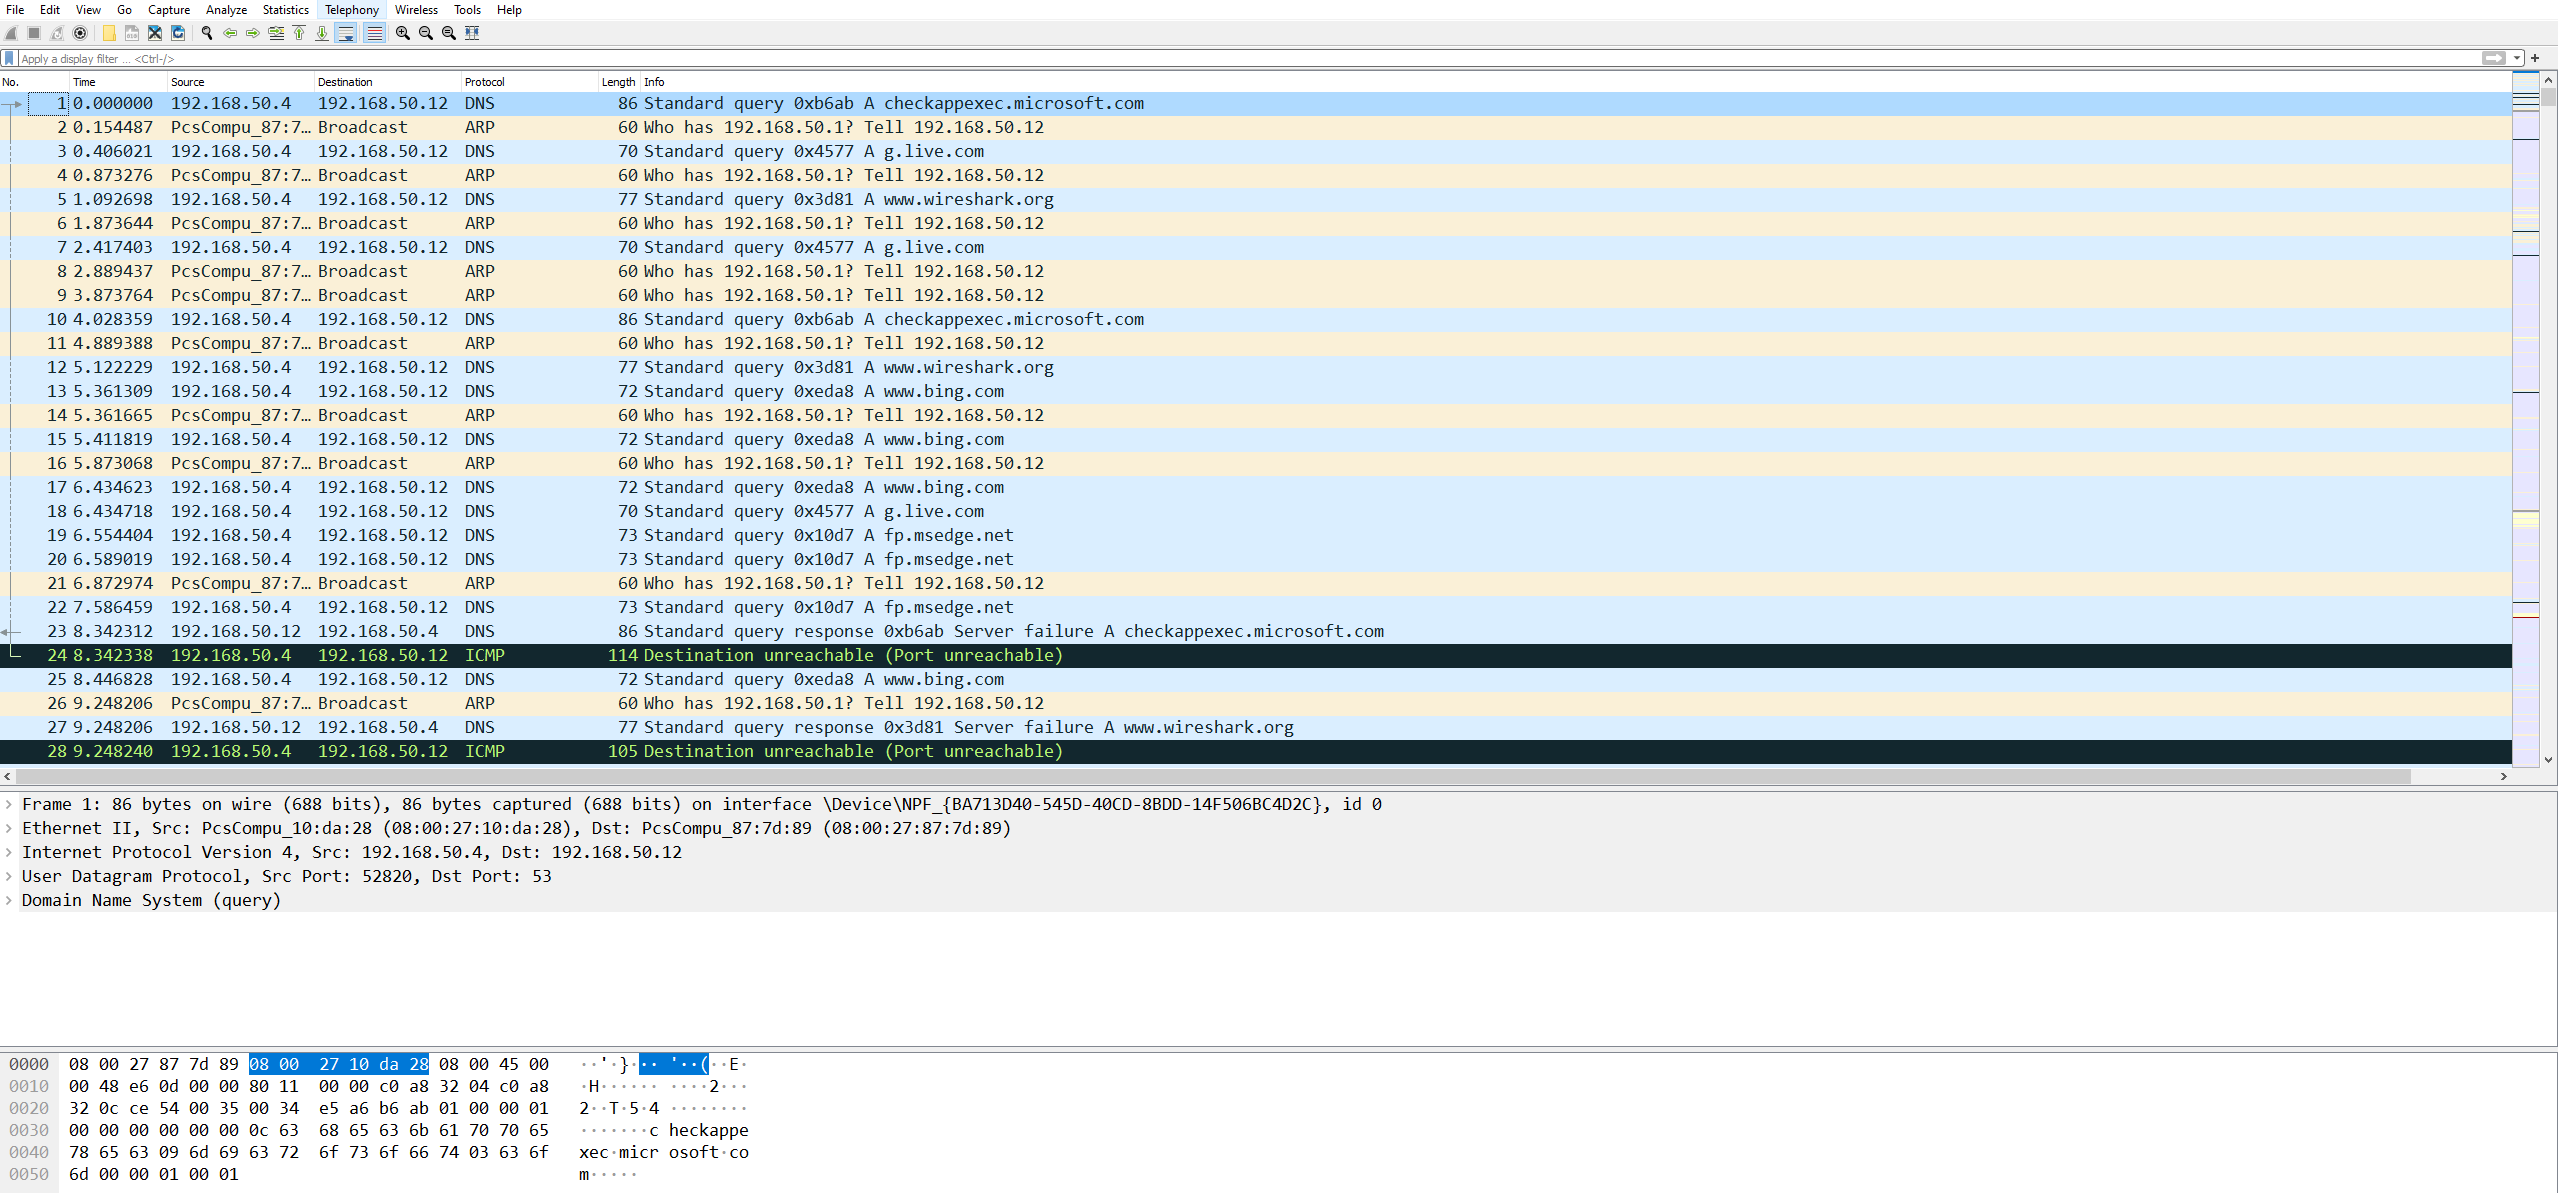 File Edit View Go Capture Analyze Statistics Telephony Wireless Tools Help
Apply a display filter ... <Ctrl-/>
No. Time Source Destination Protocol Length Info
1 0.000000 192.168.50.4 192.168.50.12 DNS 86 Standard query 0xb6ab A checkappexec.microsoft.com
2 0.154487 PcsCompu_87:7… Broadcast ARP 60 Who has 192.168.50.1? Tell 192.168.50.12
3 0.406021 192.168.50.4 192.168.50.12 DNS 70 Standard query 0x4577 A g.live.com
4 0.873276 PcsCompu_87:7… Broadcast ARP 60 Who has 192.168.50.1? Tell 192.168.50.12
5 1.092698 192.168.50.4 192.168.50.12 DNS 77 Standard query 0x3d81 A www.wireshark.org
6 1.873644 PcsCompu_87:7… Broadcast ARP 60 Who has 192.168.50.1? Tell 192.168.50.12
7 2.417403 192.168.50.4 192.168.50.12 DNS 70 Standard query 0x4577 A g.live.com
8 2.889437 PcsCompu_87:7… Broadcast ARP 60 Who has 192.168.50.1? Tell 192.168.50.12
9 3.873764 PcsCompu_87:7… Broadcast ARP 60 Who has 192.168.50.1? Tell 192.168.50.12
10 4.028359 192.168.50.4 192.168.50.12 DNS 86 Standard query 0xb6ab A checkappexec.microsoft.com
11 4.889388 PcsCompu_87:7… Broadcast ARP 60 Who has 192.168.50.1? Tell 192.168.50.12
12 5.122229 192.168.50.4 192.168.50.12 DNS 77 Standard query 0x3d81 A www.wireshark.org
13 5.361309 192.168.50.4 192.168.50.12 DNS 72 Standard query 0xeda8 A www.bing.com
14 5.361665 PcsCompu_87:7… Broadcast ARP 60 Who has 192.168.50.1? Tell 192.168.50.12
15 5.411819 192.168.50.4 192.168.50.12 DNS 72 Standard query 0xeda8 A www.bing.com
16 5.873068 PcsCompu_87:7… Broadcast ARP 60 Who has 192.168.50.1? Tell 192.168.50.12
17 6.434623 192.168.50.4 192.168.50.12 DNS 72 Standard query 0xeda8 A www.bing.com
18 6.434718 192.168.50.4 192.168.50.12 DNS 70 Standard query 0x4577 A g.live.com
19 6.554404 192.168.50.4 192.168.50.12 DNS 73 Standard query 0x10d7 A fp.msedge.net
20 6.589019 192.168.50.4 192.168.50.12 DNS 73 Standard query 0x10d7 A fp.msedge.net
21 6.872974 PcsCompu_87:7… Broadcast ARP 60 Who has 192.168.50.1? Tell 192.168.50.12
22 7.586459 192.168.50.4 192.168.50.12 DNS 73 Standard query 0x10d7 A fp.msedge.net
23 8.342312 192.168.50.12 192.168.50.4 DNS 86 Standard query response 0xb6ab Server failure A checkappexec.microsoft.com
24 8.342338 192.168.50.4 192.168.50.12 ICMP 114 Destination unreachable (Port unreachable)
25 8.446828 192.168.50.4 192.168.50.12 DNS 72 Standard query 0xeda8 A www.bing.com
26 9.248206 PcsCompu_87:7… Broadcast ARP 60 Who has 192.168.50.1? Tell 192.168.50.12
27 9.248206 192.168.50.12 192.168.50.4 DNS 77 Standard query response 0x3d81 Server failure A www.wireshark.org
28 9.248240 192.168.50.4 192.168.50.12 ICMP 105 Destination unreachable (Port unreachable)
Frame 1: 86 bytes on wire (688 bits), 86 bytes captured (688 bits) on interface \Device\NPF_{BA713D40-545D-40CD-8BDD-14F506BC4D2C}, id 0
Ethernet II, Src: PcsCompu_10:da:28 (08:00:27:10:da:28), Dst: PcsCompu_87:7d:89 (08:00:27:87:7d:89)
Internet Protocol Version 4, Src: 192.168.50.4, Dst: 192.168.50.12
User Datagram Protocol, Src Port: 52820, Dst Port: 53
Domain Name System (query)
0000 08 00 27 87 7d 89 08 00 27 10 da 28 08 00 45 00 ··'·}··· '··(··E·
0010 00 48 e6 0d 00 00 80 11 00 00 c0 a8 32 04 c0 a8 ·H······ ····2···
0020 32 0c ce 54 00 35 00 34 e5 a6 b6 ab 01 00 00 01 2··T·5·4 ········
0030 00 00 00 00 00 00 0c 63 68 65 63 6b 61 70 70 65 ·······c heckappe
0040 78 65 63 09 6d 69 63 72 6f 73 6f 66 74 03 63 6f xec·micr osoft·co
0050 6d 00 00 01 00 01 m·····